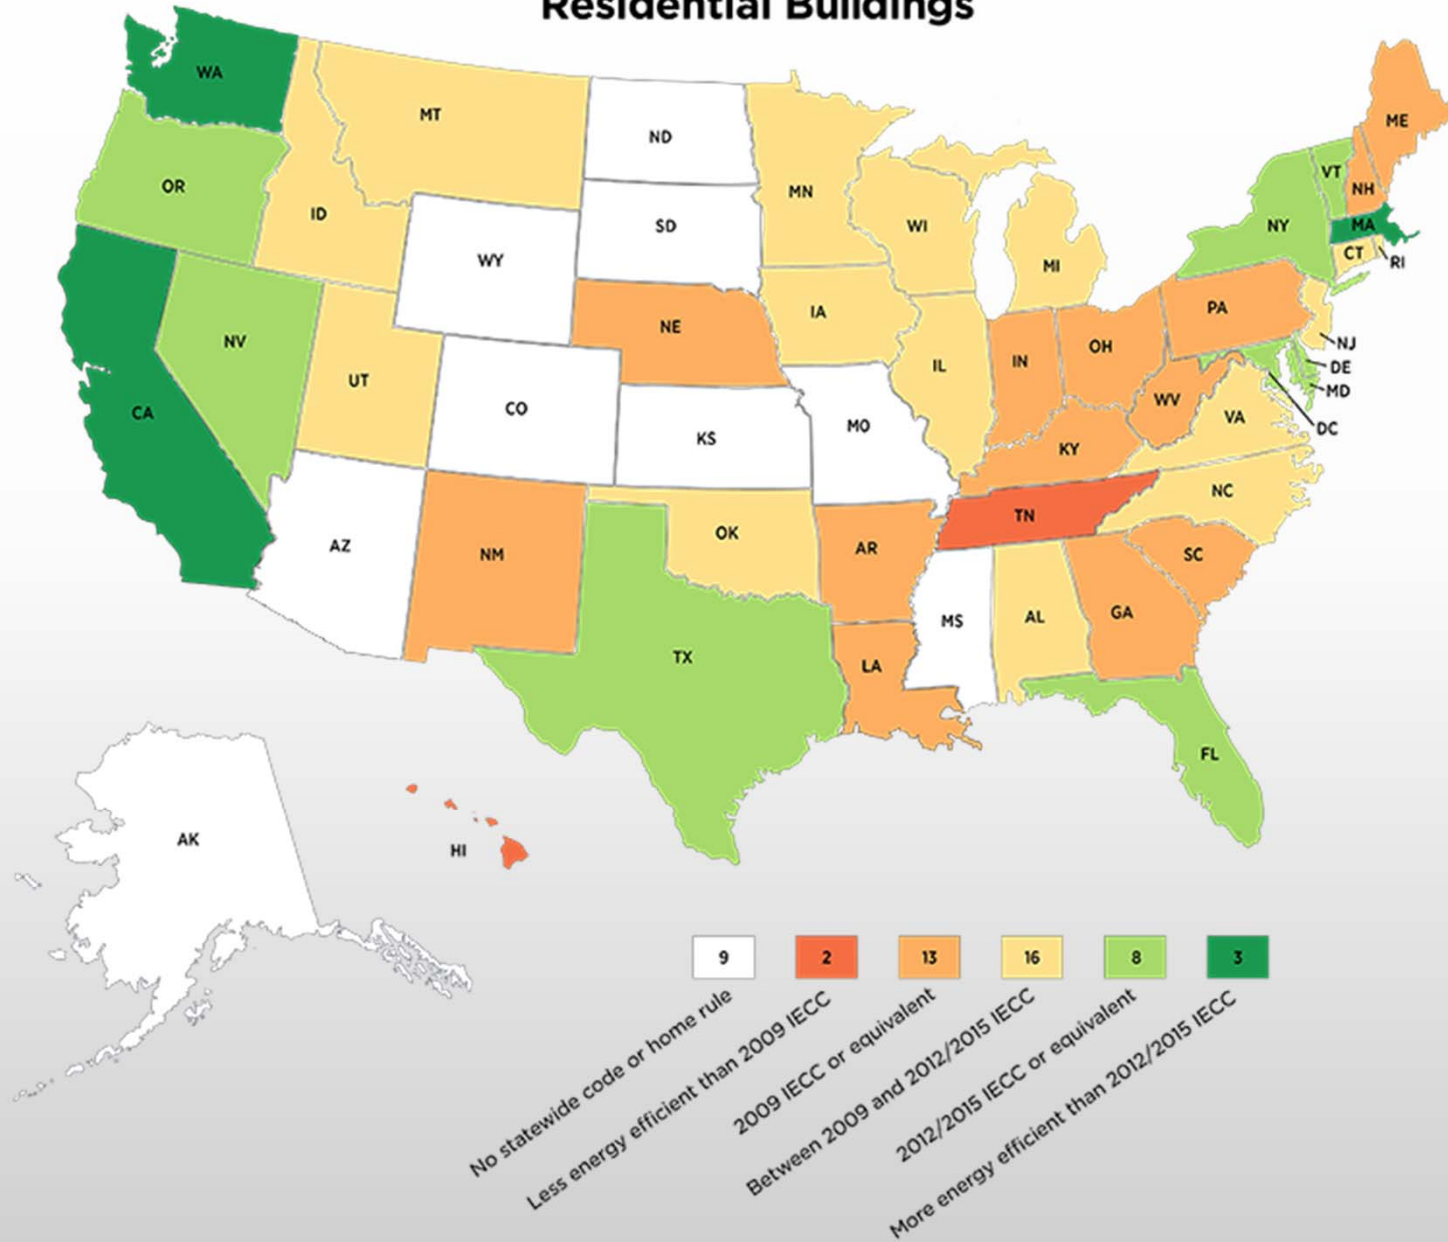 Residential Buildings
WA
MT
ND
ME
OR
ID
SD
MN
WI
VT
NH
NY
MA
CT
RI
WY
MI
NV
UT
NE
IA
IL
IN
OH
PA
NJ
DE
MD
DC
CA
CO
KS
MO
WV
VA
KY
NC
AZ
NM
OK
AR
TN
SC
MS
AL
GA
TX
LA
FL
AK
HI
9
2
13
16
8
3
No statewide code or home rule
Less energy efficient than 2009 IECC
2009 IECC or equivalent
Between 2009 and 2012/2015 IECC
2012/2015 IECC or equivalent
More energy efficient than 2012/2015 IECC